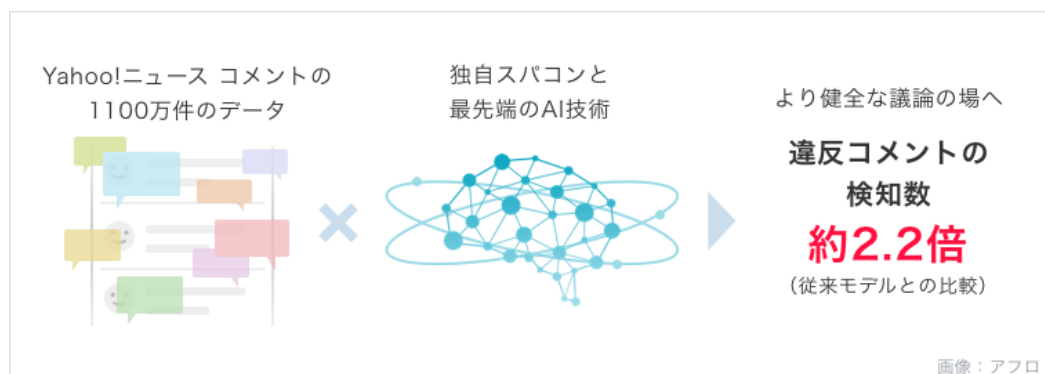 Yahoo!ニュース コメントの
1100万件のデータ
独自スパコンと
最先端のAI技術
より健全な議論の場へ
違反コメントの
検知数
約2.2倍
（従来モデルとの比較）
画像：アフロ